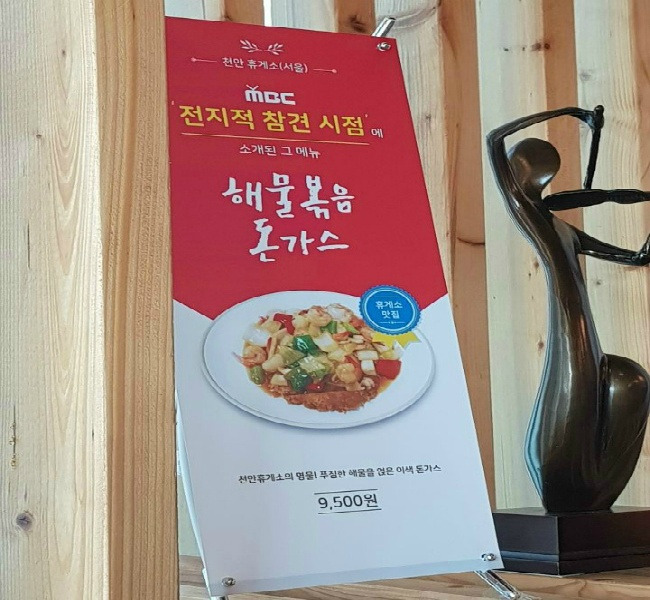 천안 휴게소(서울)
MBC
'전지적 참견 시점'에
소개된 그 메뉴
해물볶음
돈가스
휴게소
맛집
천안휴게소의 명물! 푸짐한 해물을 얹은 이색 돈가스
9,500원